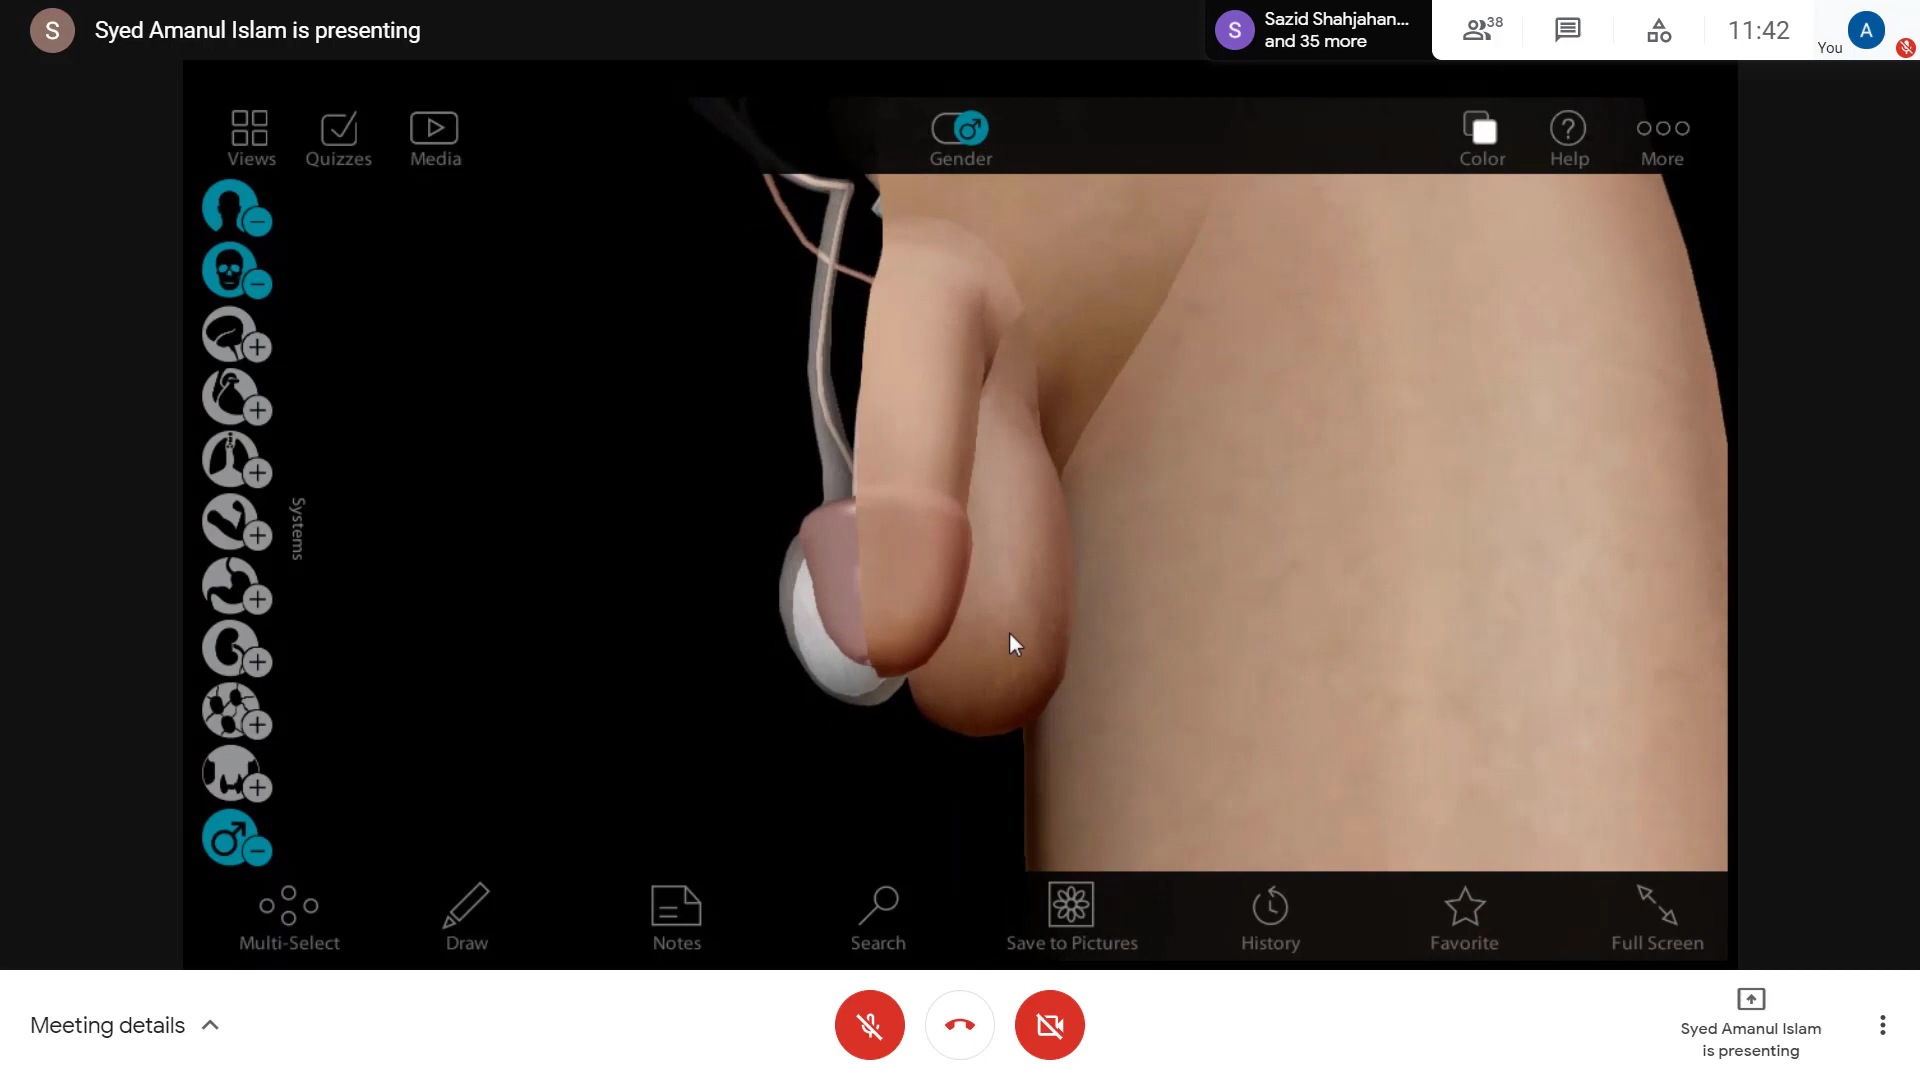 S
Syed Amanul Islam is presenting
S
Sazid Shahjahan...
and 35 more
38
11:42
You
A
Views
Quizzes
Media
Gender
Color
?
Help
More
Systems
Multi-Select
Draw
Notes
Search
Save to Pictures
History
Favorite
Full Screen
Meeting details
Syed Amanul Islam
is presenting